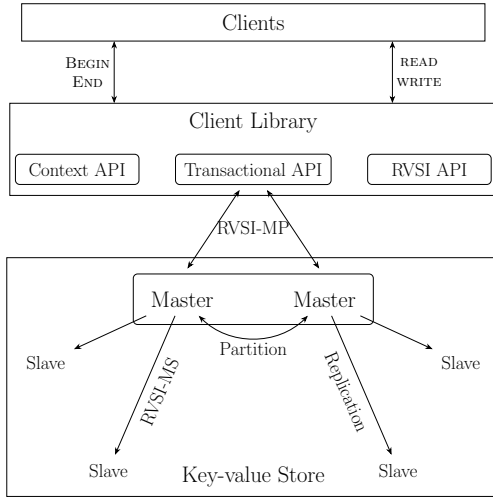 Clients
BEGIN
END
READ
WRITE
Client Library
Context API
Transactional API
RVSI API
RVSI-MP
Master
Master
Partition
Slave
Slave
RVSI-MS
Replication
Slave
Slave
Key-value Store